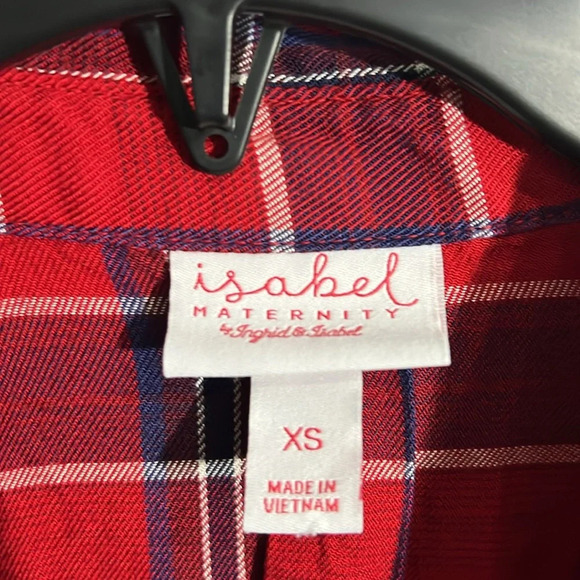 isabel
MATERNITY
by Ingrid & Isabel
XS
MADE IN
VIETNAM